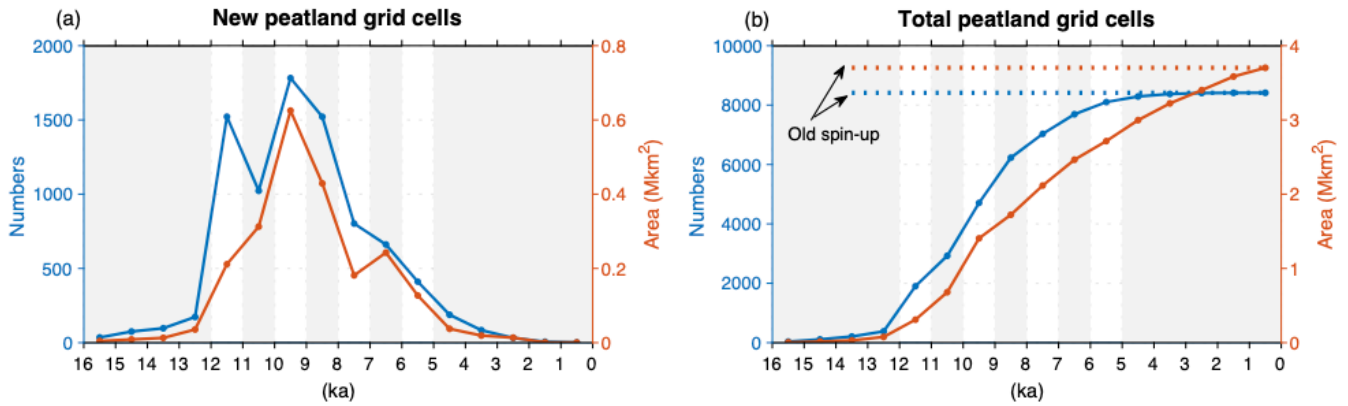 (a) New peatland grid cells
2000 0.8
1500 0.6
1000 0.4
500 0.2
0 0
Numbers
Area (Mkm²)
16 15 14 13 12 11 10 9 8 7 6 5 4 3 2 1 0
(ka)
(b) Total peatland grid cells
10000 4
8000 3
6000
4000 2
2000 1
0 0
Numbers
Area (Mkm²)
Old spin-up
16 15 14 13 12 11 10 9 8 7 6 5 4 3 2 1 0
(ka)